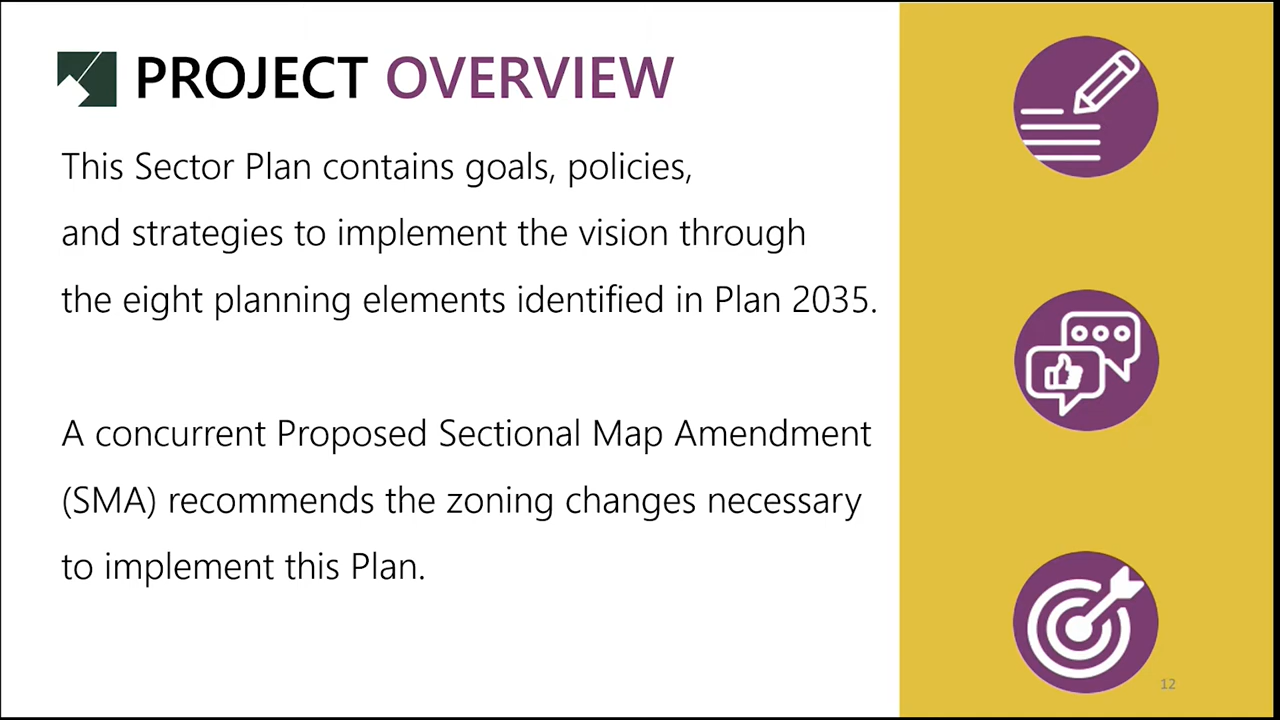 PROJECT OVERVIEW
This Sector Plan contains goals, policies,
and strategies to implement the vision through
the eight planning elements identified in Plan 2035.
A concurrent Proposed Sectional Map Amendment
(SMA) recommends the zoning changes necessary
to implement this Plan.
12